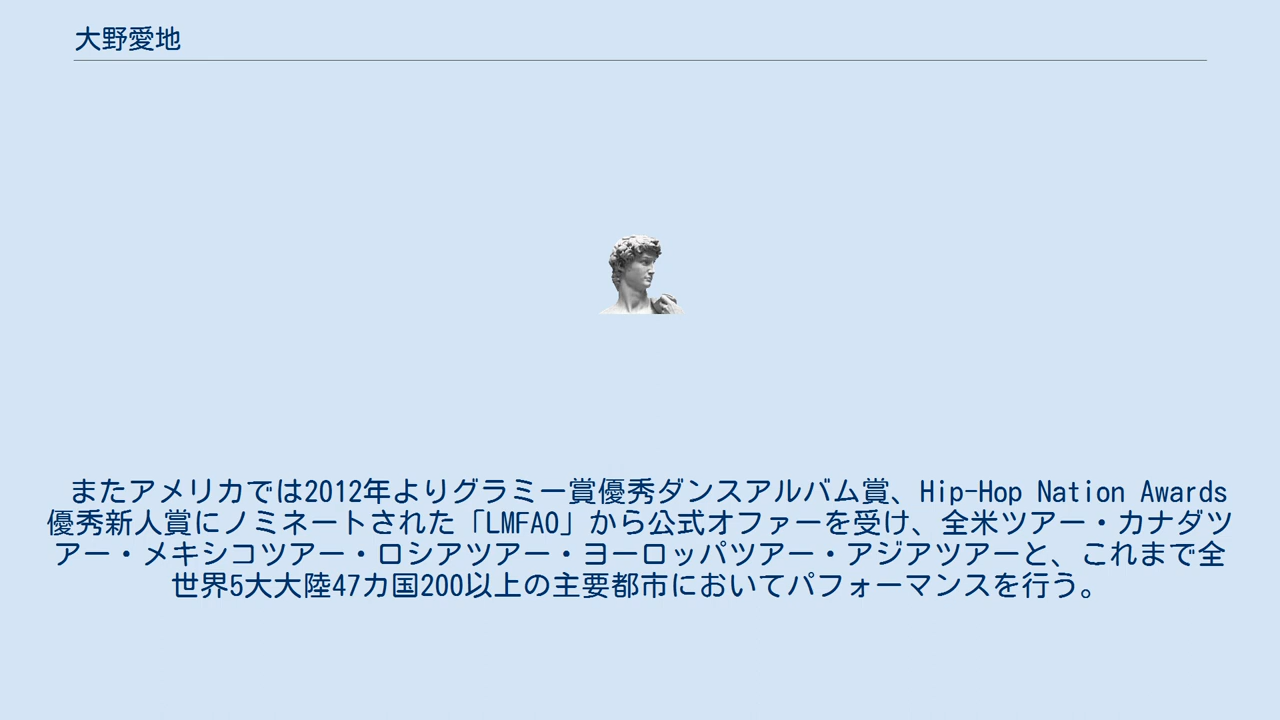 大野愛地
またアメリカでは2012年よりグラミー賞優秀ダンスアルバム賞、Hip-Hop Nation Awards
優秀新人賞にノミネートされた「LMFAO」から公式オファーを受け、全米ツアー・カナダツ
アー・メキシコツアー・ロシアツアー・ヨーロッパツアー・アジアツアーと、これまで全
世界5大大陸47カ国200以上の主要都市においてパフォーマンスを行う。